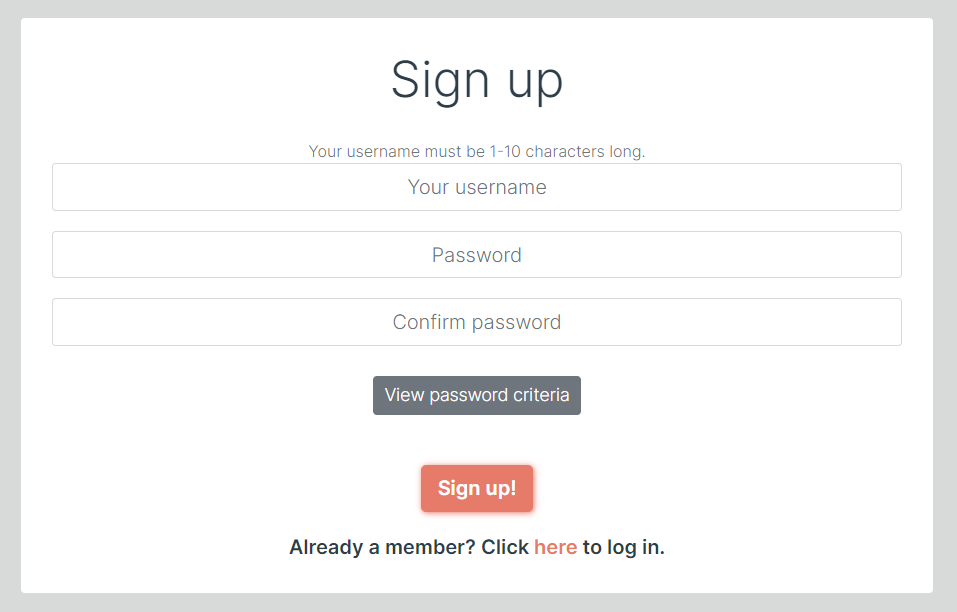 Sign up
Your username must be 1-10 characters long.
Your username
Password
Confirm password
View password criteria
Sign up!
Already a member? Click here to log in.